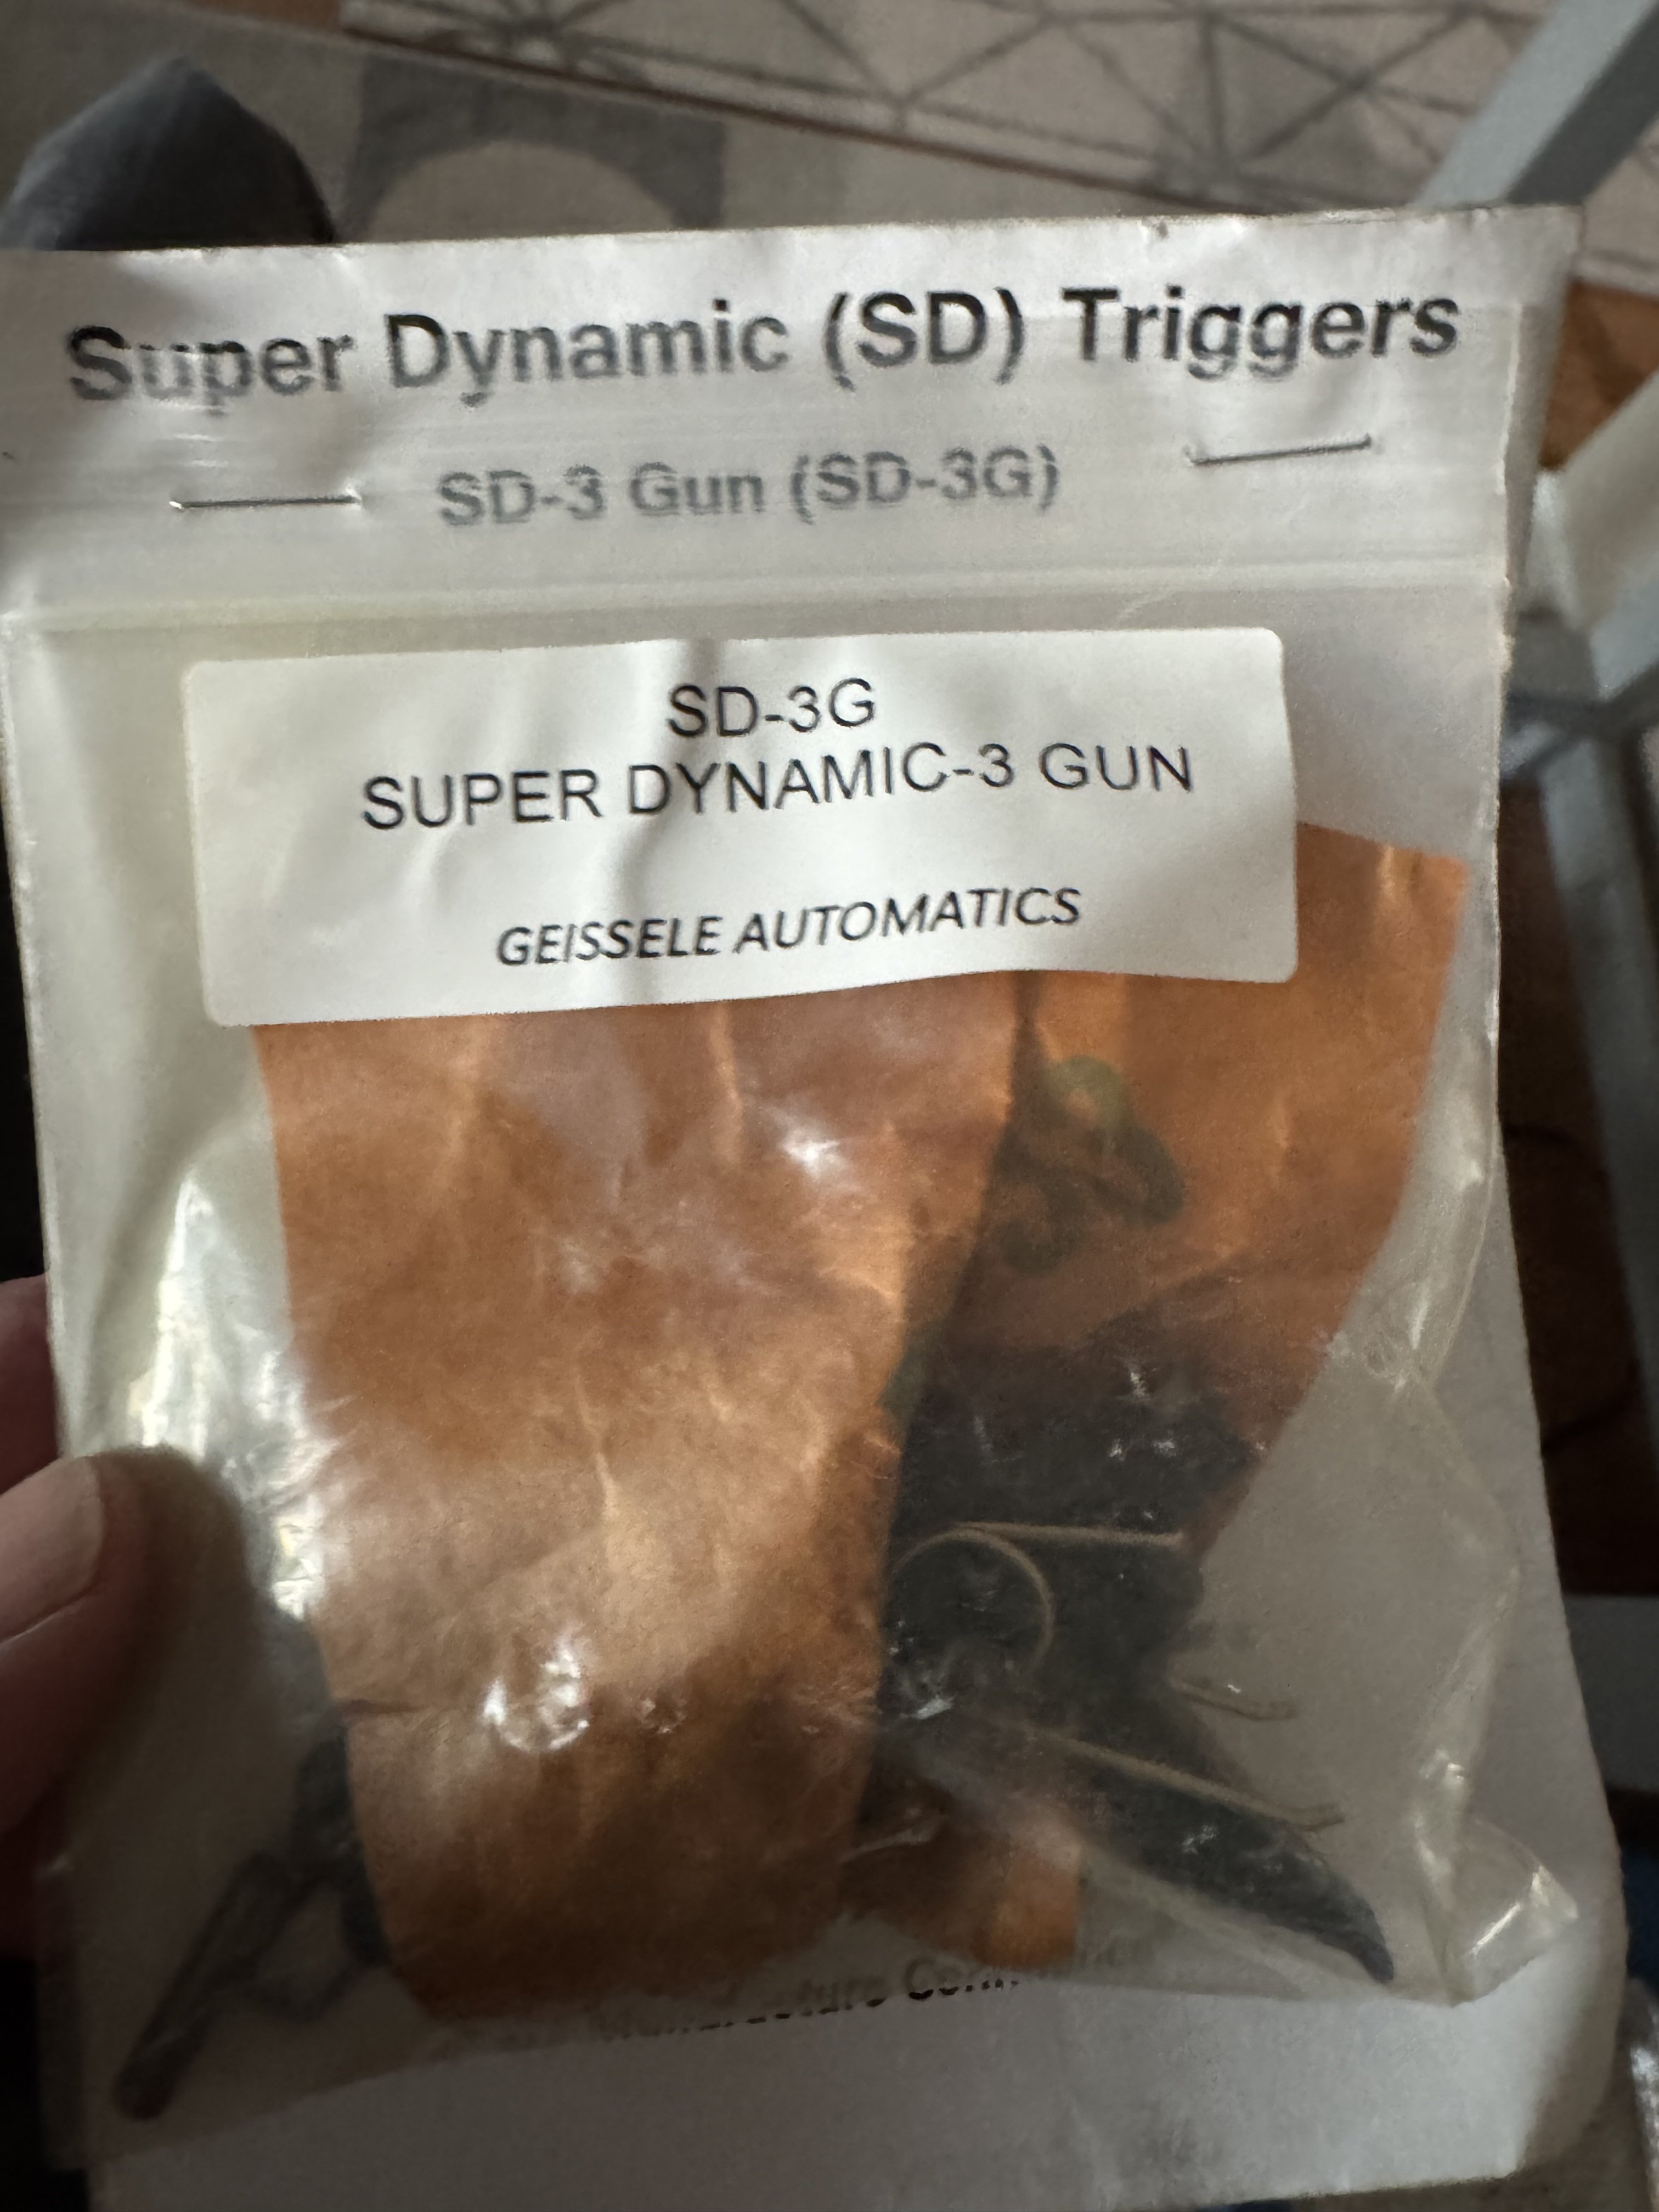 Super Dynamic (SD) Triggers
SD-3 Gun (SD-3G)
SD-3G
SUPER DYNAMIC-3 GUN
GEISSELE AUTOMATICS